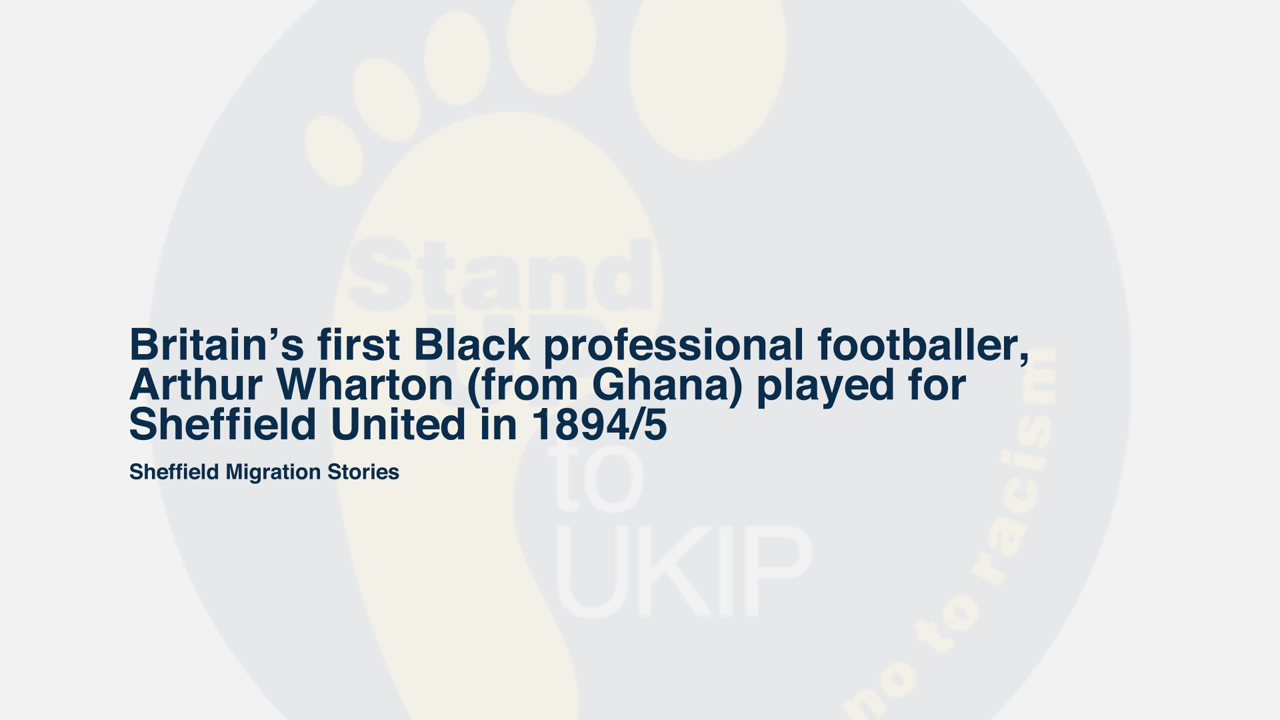 Britain’s first Black professional footballer,
Arthur Wharton (from Ghana) played for
Sheffield United in 1894/5
Sheffield Migration Stories
Stand
UP
to
UKIP
no to racism